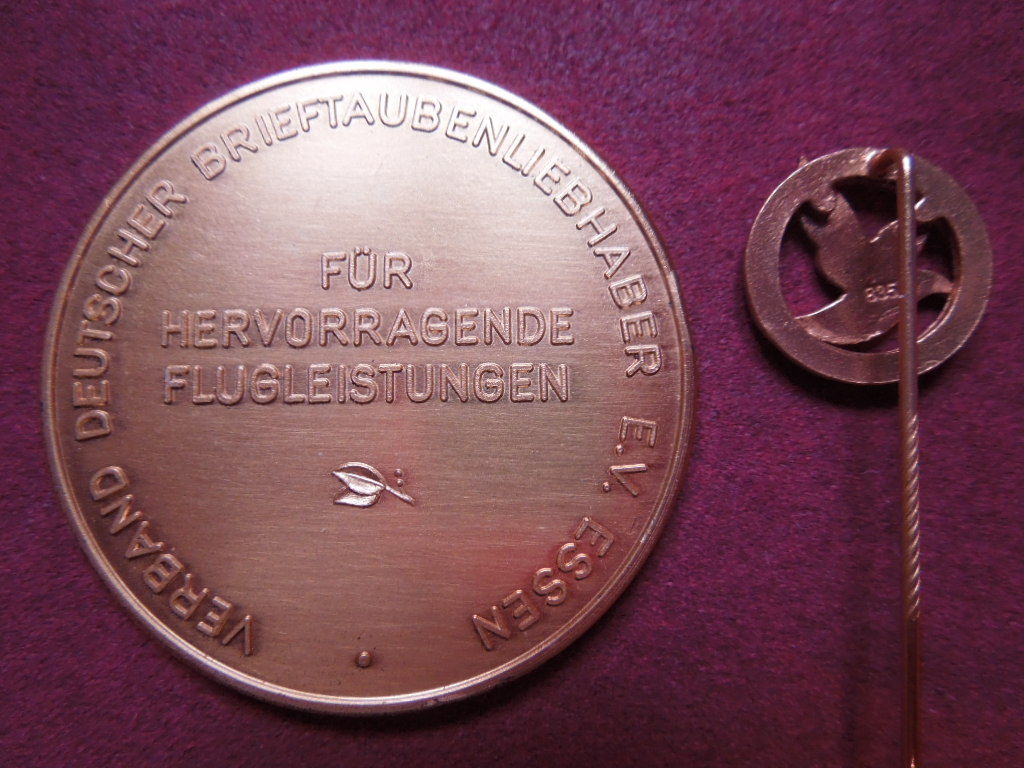 VERBAND DEUTSCHER BRIEFTAUBENLIEBHABER E.V. ESSEN
FÜR
HERVORRAGENDE
FLUGLEISTUNGEN
835